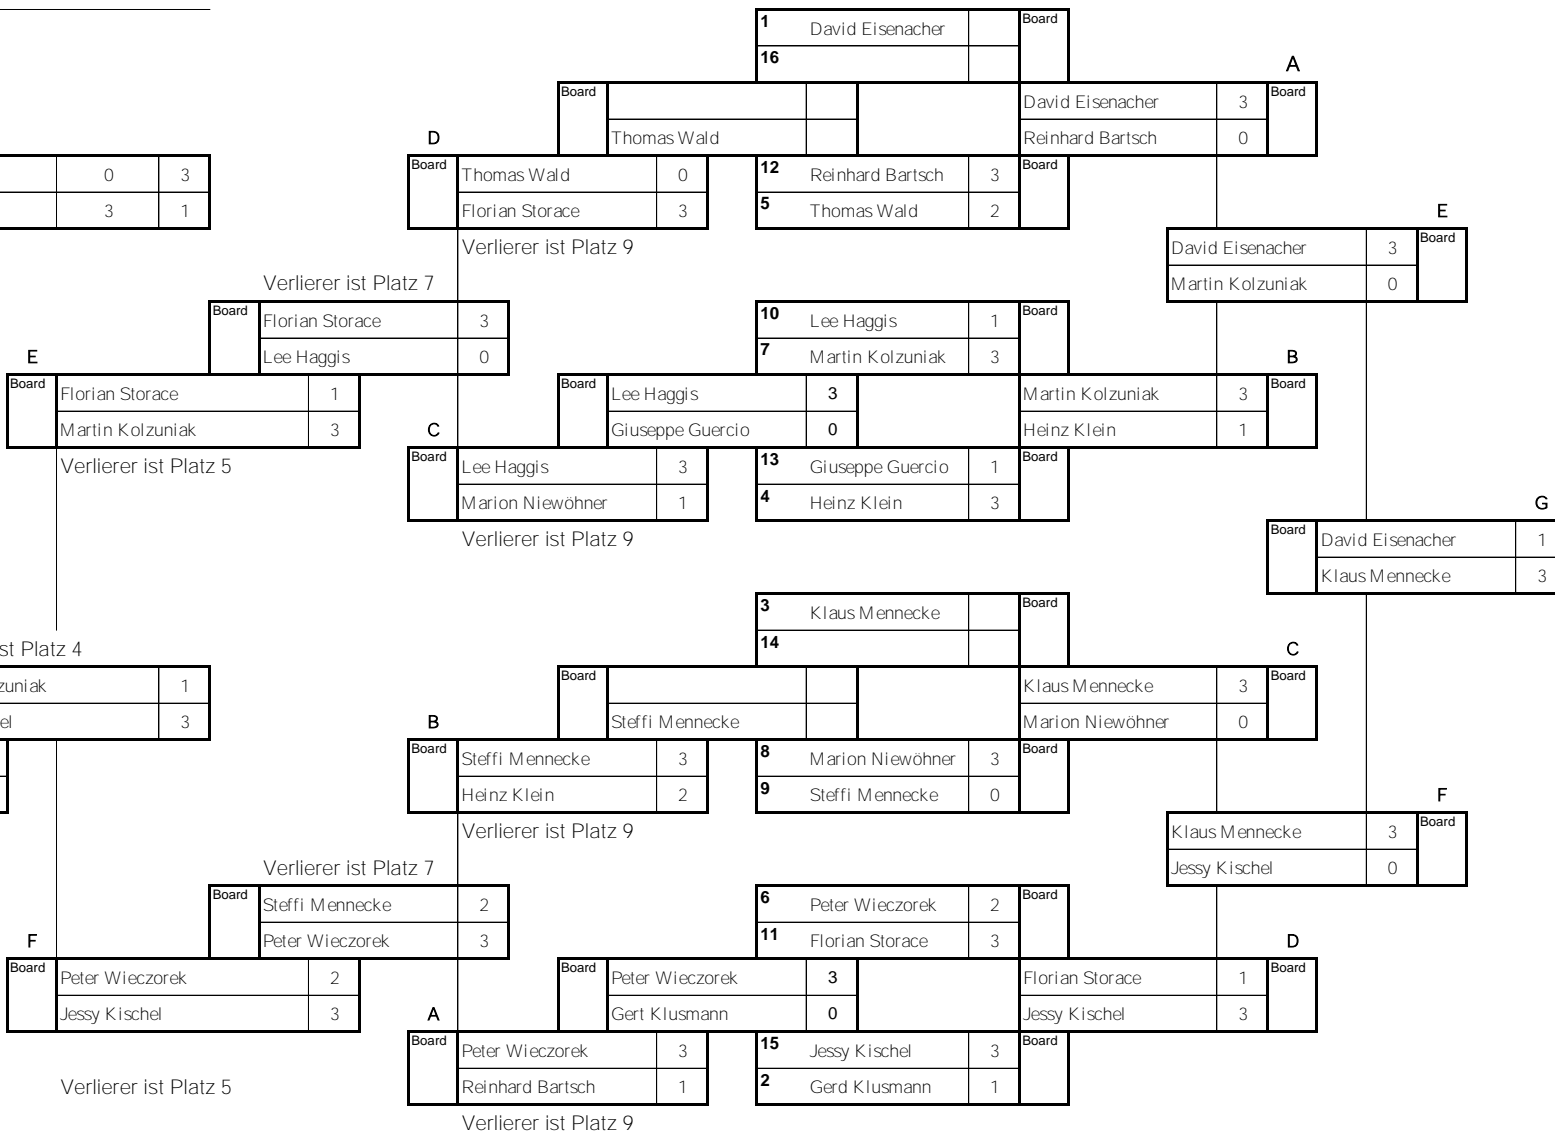 1 David Eisenacher Board
16
A
Board David Eisenacher 3 Board
D Thomas Wald Reinhard Bartsch 0
0 3 Board Thomas Wald 0 12 Reinhard Bartsch 3 Board
3 1 Florian Storace 3 5 Thomas Wald 2 E
Verlierer ist Platz 9 David Eisenacher 3 Board
Verlierer ist Platz 7 Martin Kolzuniak 0
Board Florian Storace 3 10 Lee Haggis 1 Board
E Lee Haggis 0 7 Martin Kolzuniak 3 B
Board Florian Storace 1 Board Lee Haggis 3 Martin Kolzuniak 3 Board
Martin Kolzuniak 3 C Giuseppe Guercio 0 Heinz Klein 1
Verlierer ist Platz 5 Board Lee Haggis 3 13 Giuseppe Guercio 1 Board
Marion Niewöhner 1 4 Heinz Klein 3 G
Verlierer ist Platz 9 Board David Eisenacher 1
Klaus Mennecke 3
3 Klaus Mennecke Board
st Platz 4 14 C
zuniak 1 Board Klaus Mennecke 3 Board
el 3 B Steffi Mennecke Marion Niewöhner 0
Board Steffi Mennecke 3 8 Marion Niewöhner 3 Board
Heinz Klein 2 9 Steffi Mennecke 0 F
Verlierer ist Platz 9 Klaus Mennecke 3 Board
Verlierer ist Platz 7 Jessy Kischel 0
Board Steffi Mennecke 2 6 Peter Wieczorek 2 Board
F Peter Wieczorek 3 11 Florian Storace 3 D
Board Peter Wieczorek 2 Board Peter Wieczorek 3 Florian Storace 1 Board
Jessy Kischel 3 A Gert Klusmann 0 Jessy Kischel 3
Board Peter Wieczorek 3 15 Jessy Kischel 3 Board
Verlierer ist Platz 5 Reinhard Bartsch 1 2 Gerd Klusmann 1
Verlierer ist Platz 9